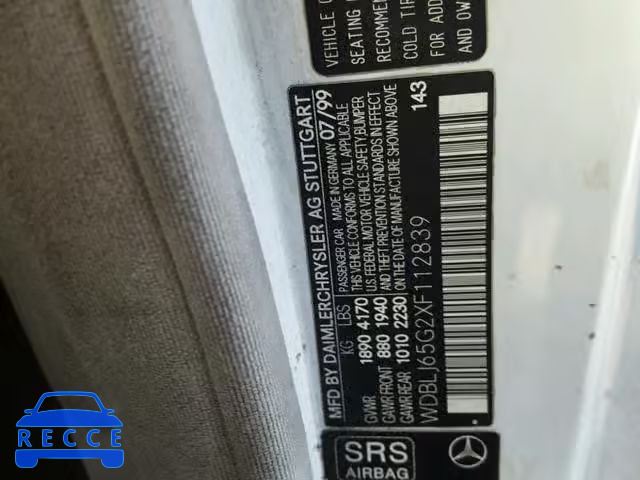 VEHICLE C
SEATING
RECOMMEN
COLD TIR
FOR ADD
AND OW
MFD BY DAIMLERCHRYSLER AG STUTTGART
PASSENGER CAR MADE IN GERMANY 07/99
KG LBS THIS VEHICLE CONFORMS TO ALL APPLICABLE
GVWR 1890 4170 U.S. FEDERAL MOTOR VEHICLE SAFETY, BUMPER
GAWR FRONT 880 1940 AND THEFT PREVENTION STANDARDS IN EFFECT
GAWR REAR 1010 2230 ON DATE OF MANUFACTURE SHOWN ABOVE
WDBLJ65G2XF112839 143
SRS
AIRBAG
RECCE